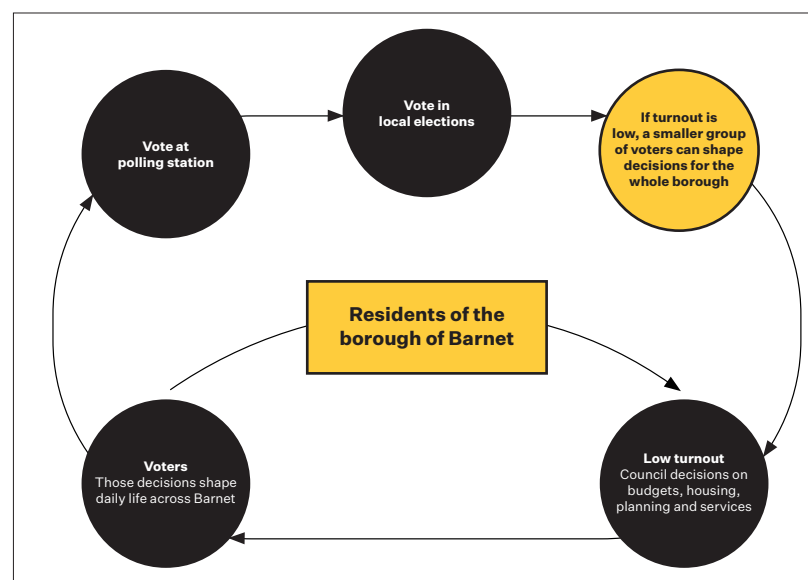 Vote at
polling station
Vote in
local elections
If turnout is
low, a smaller group
of voters can shape
decisions for the
whole borough
Residents of the
borough of Barnet
Voters
Those decisions shape
daily life across Barnet
Low turnout
Council decisions on
budgets, housing,
planning and services